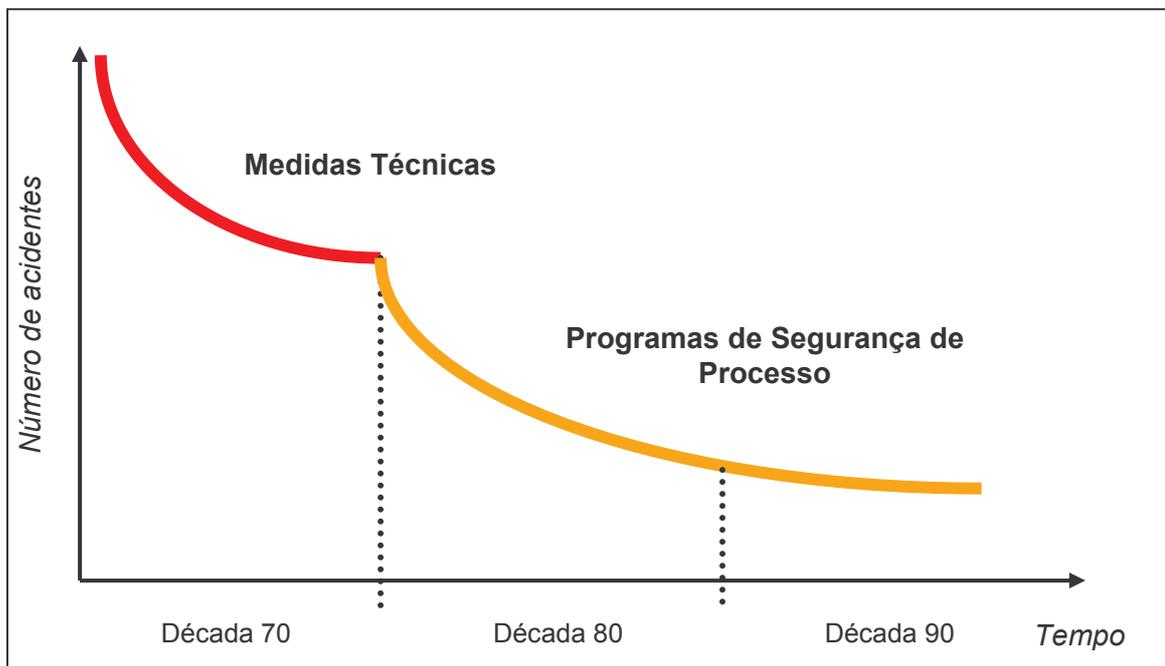 Número de acidentes
Medidas Técnicas
Programas de Segurança de
Processo
Década 70
Década 80
Década 90
Tempo